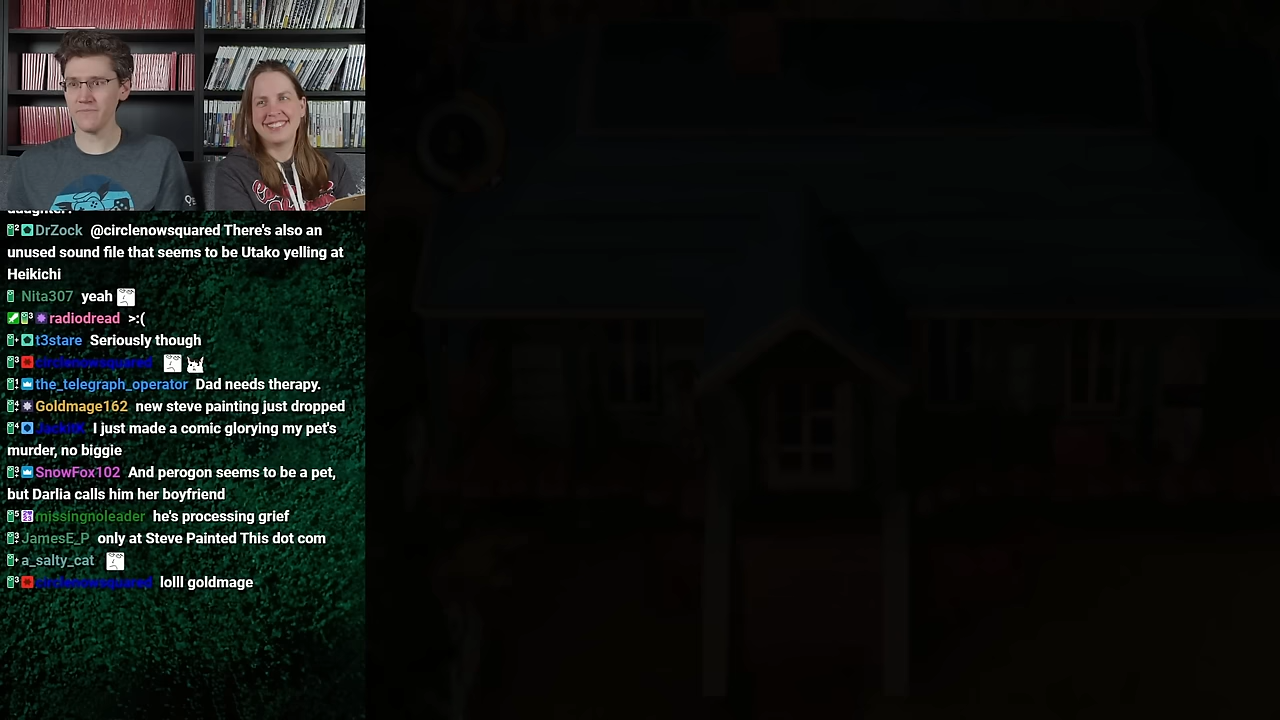 daughter?
DrZock @circlenowsquared There's also an
unused sound file that seems to be Utako yelling at
Heikichi
Nita307 yeah
radiodread >:(
t3stare Seriously though
circlenowsquared
the_telegraph_operator Dad needs therapy.
Goldmage162 new steve painting just dropped
I just made a comic glorying my pet's
murder, no biggie
SnowFox102 And perogon seems to be a pet,
but Darlia calls him her boyfriend
missingnoleader he's processing grief
JamesE_P only at Steve Painted This dot com
a_salty_cat
circlenowsquared lolll goldmage